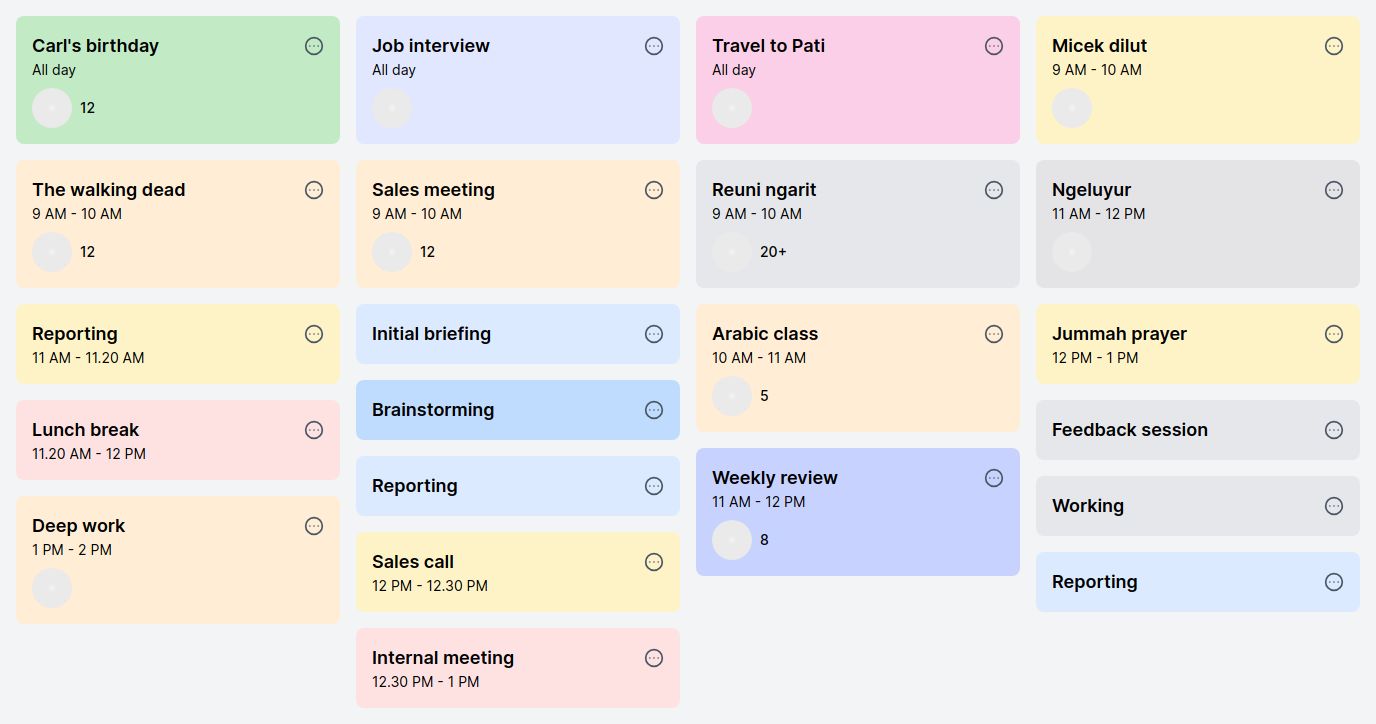 Carl's birthday
All day
12
The walking dead
9 AM - 10 AM
12
Reporting
11 AM - 11.20 AM
Lunch break
11.20 AM - 12 PM
Deep work
1 PM - 2 PM
Job interview
All day
Sales meeting
9 AM - 10 AM
12
Initial briefing
Brainstorming
Reporting
Sales call
12 PM - 12.30 PM
Internal meeting
12.30 PM - 1 PM
Travel to Pati
All day
Reuni ngarit
9 AM - 10 AM
20+
Arabic class
10 AM - 11 AM
5
Weekly review
11 AM - 12 PM
8
Micek dilut
9 AM - 10 AM
Ngeluyur
11 AM - 12 PM
Jummah prayer
12 PM - 1 PM
Feedback session
Working
Reporting